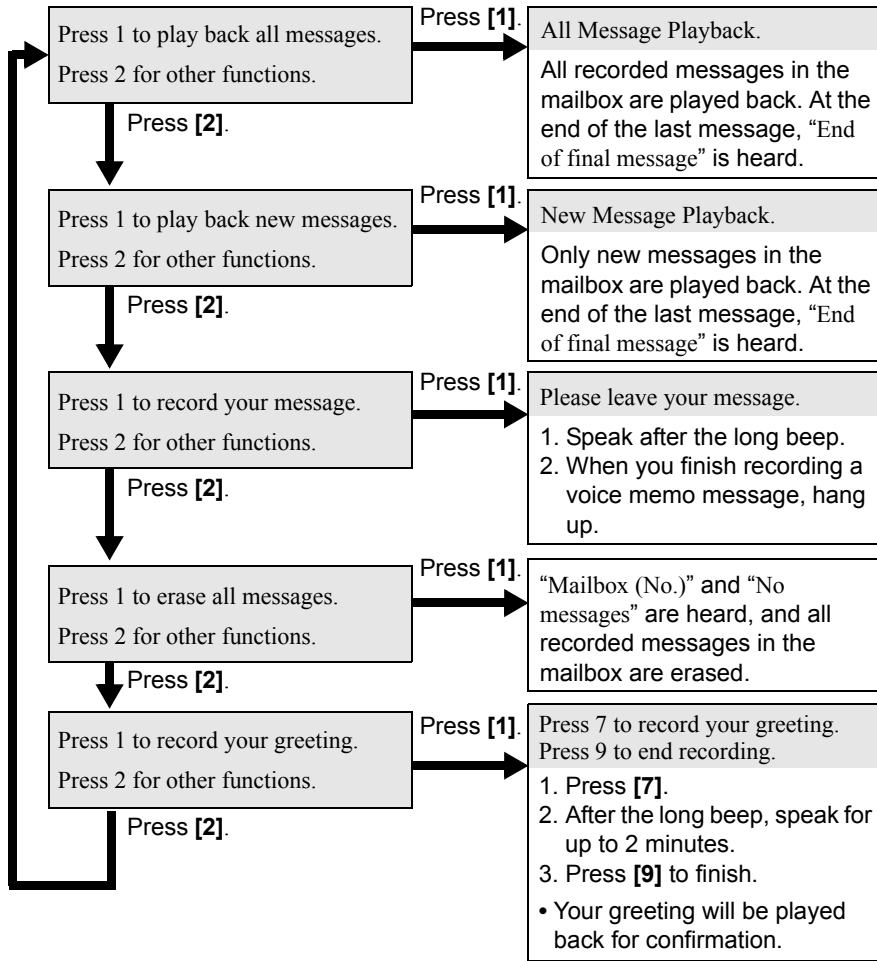 Press 1 to play back all messages.
Press 2 for other functions.
Press [1].
All Message Playback.
All recorded messages in the
mailbox are played back. At the
end of the last message, “End
of final message” is heard.
Press [2].
Press 1 to play back new messages.
Press 2 for other functions.
Press [1].
New Message Playback.
Only new messages in the
mailbox are played back. At the
end of the last message, “End
of final message” is heard.
Press [2].
Press 1 to record your message.
Press 2 for other functions.
Press [1].
Please leave your message.
1. Speak after the long beep.
2. When you finish recording a
voice memo message, hang
up.
Press [2].
Press 1 to erase all messages.
Press 2 for other functions.
Press [1].
“Mailbox (No.)” and “No
messages” are heard, and all
recorded messages in the
mailbox are erased.
Press [2].
Press 1 to record your greeting.
Press 2 for other functions.
Press [1].
Press 7 to record your greeting.
Press 9 to end recording.
1. Press [7].
2. After the long beep, speak for
up to 2 minutes.
3. Press [9] to finish.
• Your greeting will be played
back for confirmation.
Press [2].